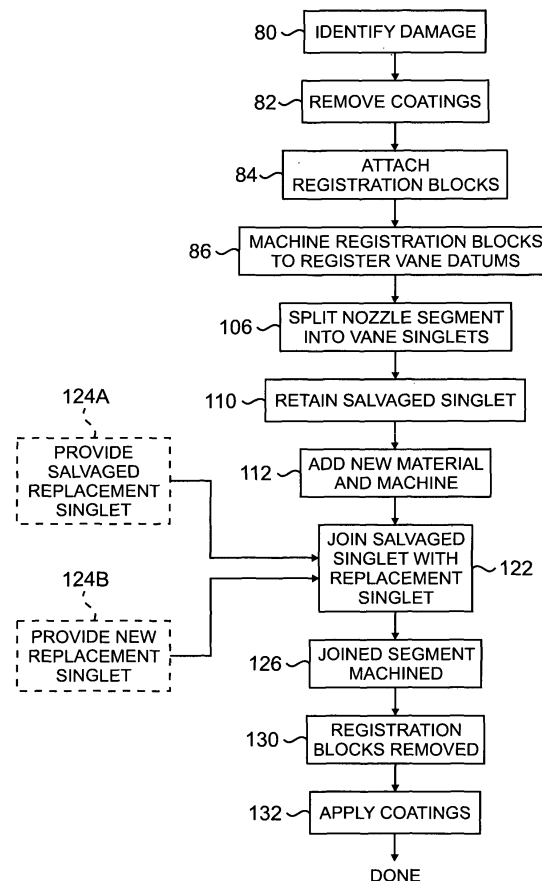 80
IDENTIFY DAMAGE
82
REMOVE COATINGS
84
ATTACH
REGISTRATION BLOCKS
86
MACHINE REGISTRATION BLOCKS
TO REGISTER VANE DATUMS
106
SPLIT NOZZLE SEGMENT
INTO VANE SINGLETS
110
RETAIN SALVAGED SINGLET
112
ADD NEW MATERIAL
AND MACHINE
124A
PROVIDE
SALVAGED
REPLACEMENT
SINGLET
124B
PROVIDE NEW
REPLACEMENT
SINGLET
JOIN SALVAGED
SINGLET WITH
REPLACEMENT
SINGLET
122
126
JOINED SEGMENT
MACHINED
130
REGISTRATION
BLOCKS REMOVED
132
APPLY COATINGS
DONE